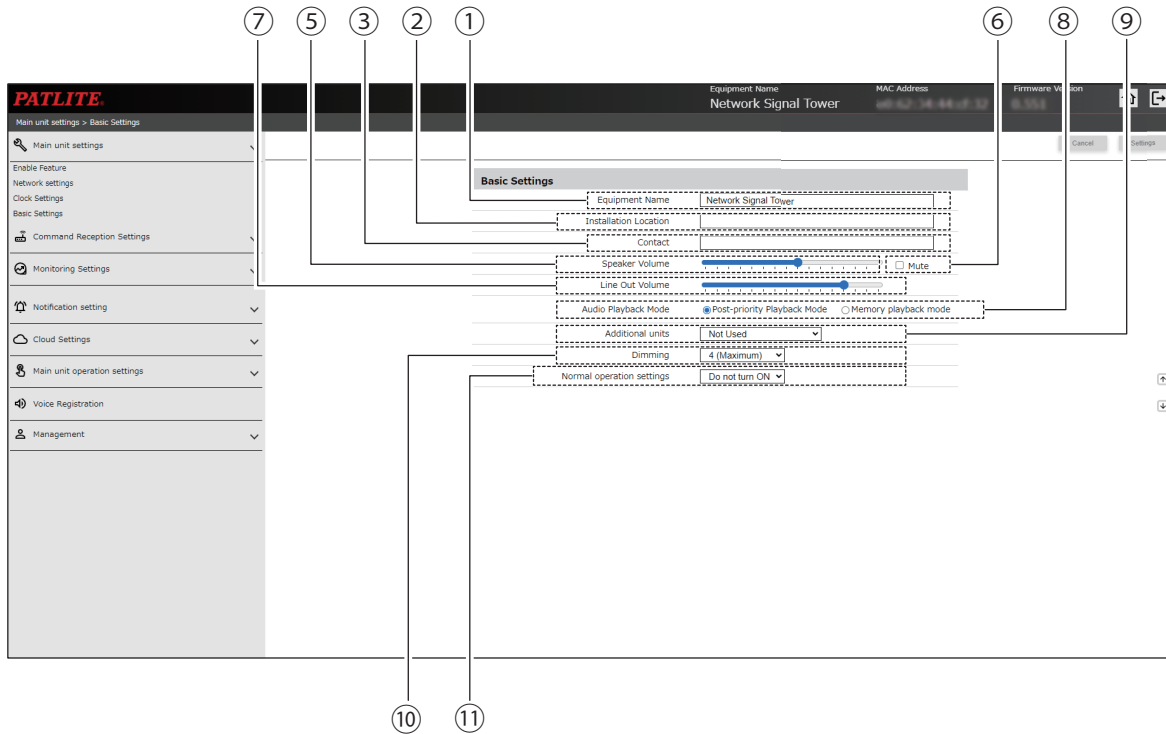 ⑦ ⑤ ③ ② ① ⑥ ⑧ ⑨
PATLITE
Equipment Name
Network Signal Tower
MAC Address
Firmware Version
0.551
Main unit settings > Basic Settings
Cancel Settings
Main unit settings
Enable Feature
Network settings
Clock Settings
Basic Settings
Command Reception Settings
Monitoring Settings
Notification setting
Cloud Settings
Main unit operation settings
Voice Registration
Management
Basic Settings
Equipment Name Network Signal Tower
Installation Location
Contact
Speaker Volume Mute
Line Out Volume
Audio Playback Mode Post-priority Playback Mode Memory playback mode
Additional units Not Used
Dimming 4 (Maximum)
Normal operation settings Do not turn ON
⑩ ⑪